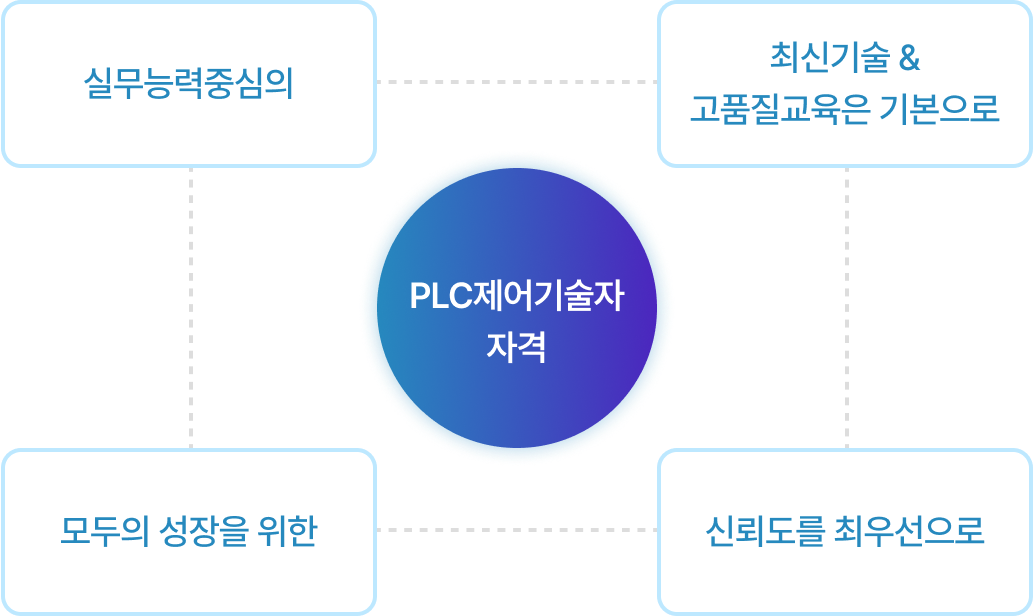 실무능력중심의
최신기술 &
고품질교육은 기본으로
PLC제어기술자
자격
모두의 성장을 위한
신뢰도를 최우선으로